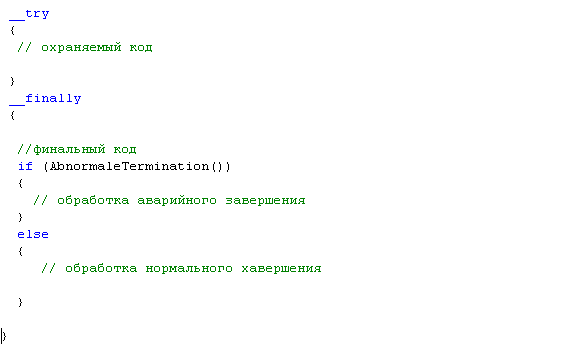 __try
{
// охраняемый код
}
__finally
{
//финальный код
if (AbnormaleTermination())
{
// обработка аварийного завершения
}
else
{
// обработка нормального хавершения
}
}